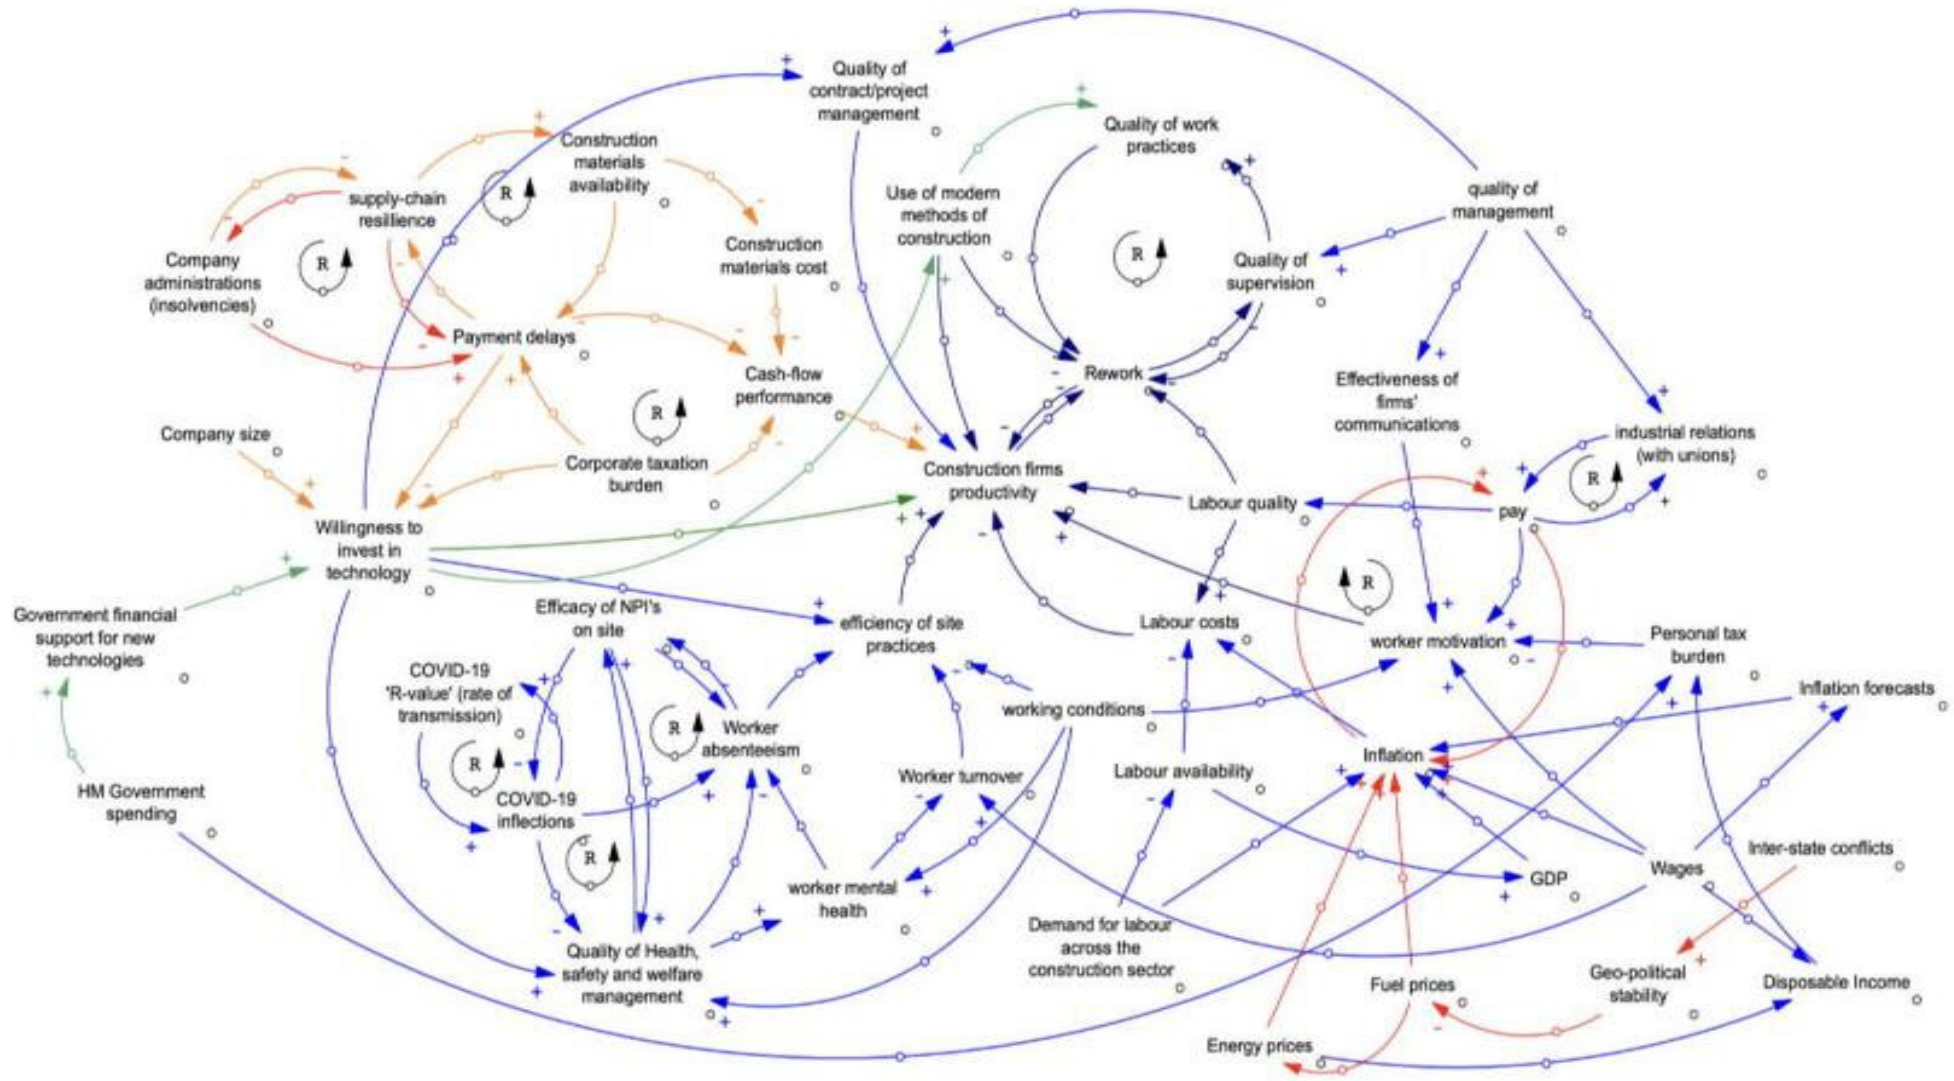 Quality of
contract/project
management
Quality of work
practices
Construction
materials
availability
supply-chain
resillience
R
Use of modern
methods of
construction
quality of
management
Company
administrations
(insolvencies)
R
Construction
materials cost
R
Quality of
supervision
Payment delays
Cash-flow
performance
Rework
Effectiveness of
firms'
communications
R
Company size
Corporate taxation
burden
Construction firms
productivity
industrial relations
(with unions)
R
Labour quality
pay
Willingness to
invest in
technology
R
Government financial
support for new
technologies
Efficacy of NPI's
on site
efficiency of site
practices
Labour costs
worker motivation
Personal tax
burden
COVID-19
'R-value' (rate of
transmission)
Inflation forecasts
working conditions
R
Worker
absenteeism
R
Inflation
Worker turnover
Labour availability
HM Government
spending
COVID-19
inflections
R
Inter-state conflicts
Wages
GDP
worker mental
health
Demand for labour
across the
construction sector
Quality of Health,
safety and welfare
management
Fuel prices
Geo-political
stability
Disposable Income
Energy prices